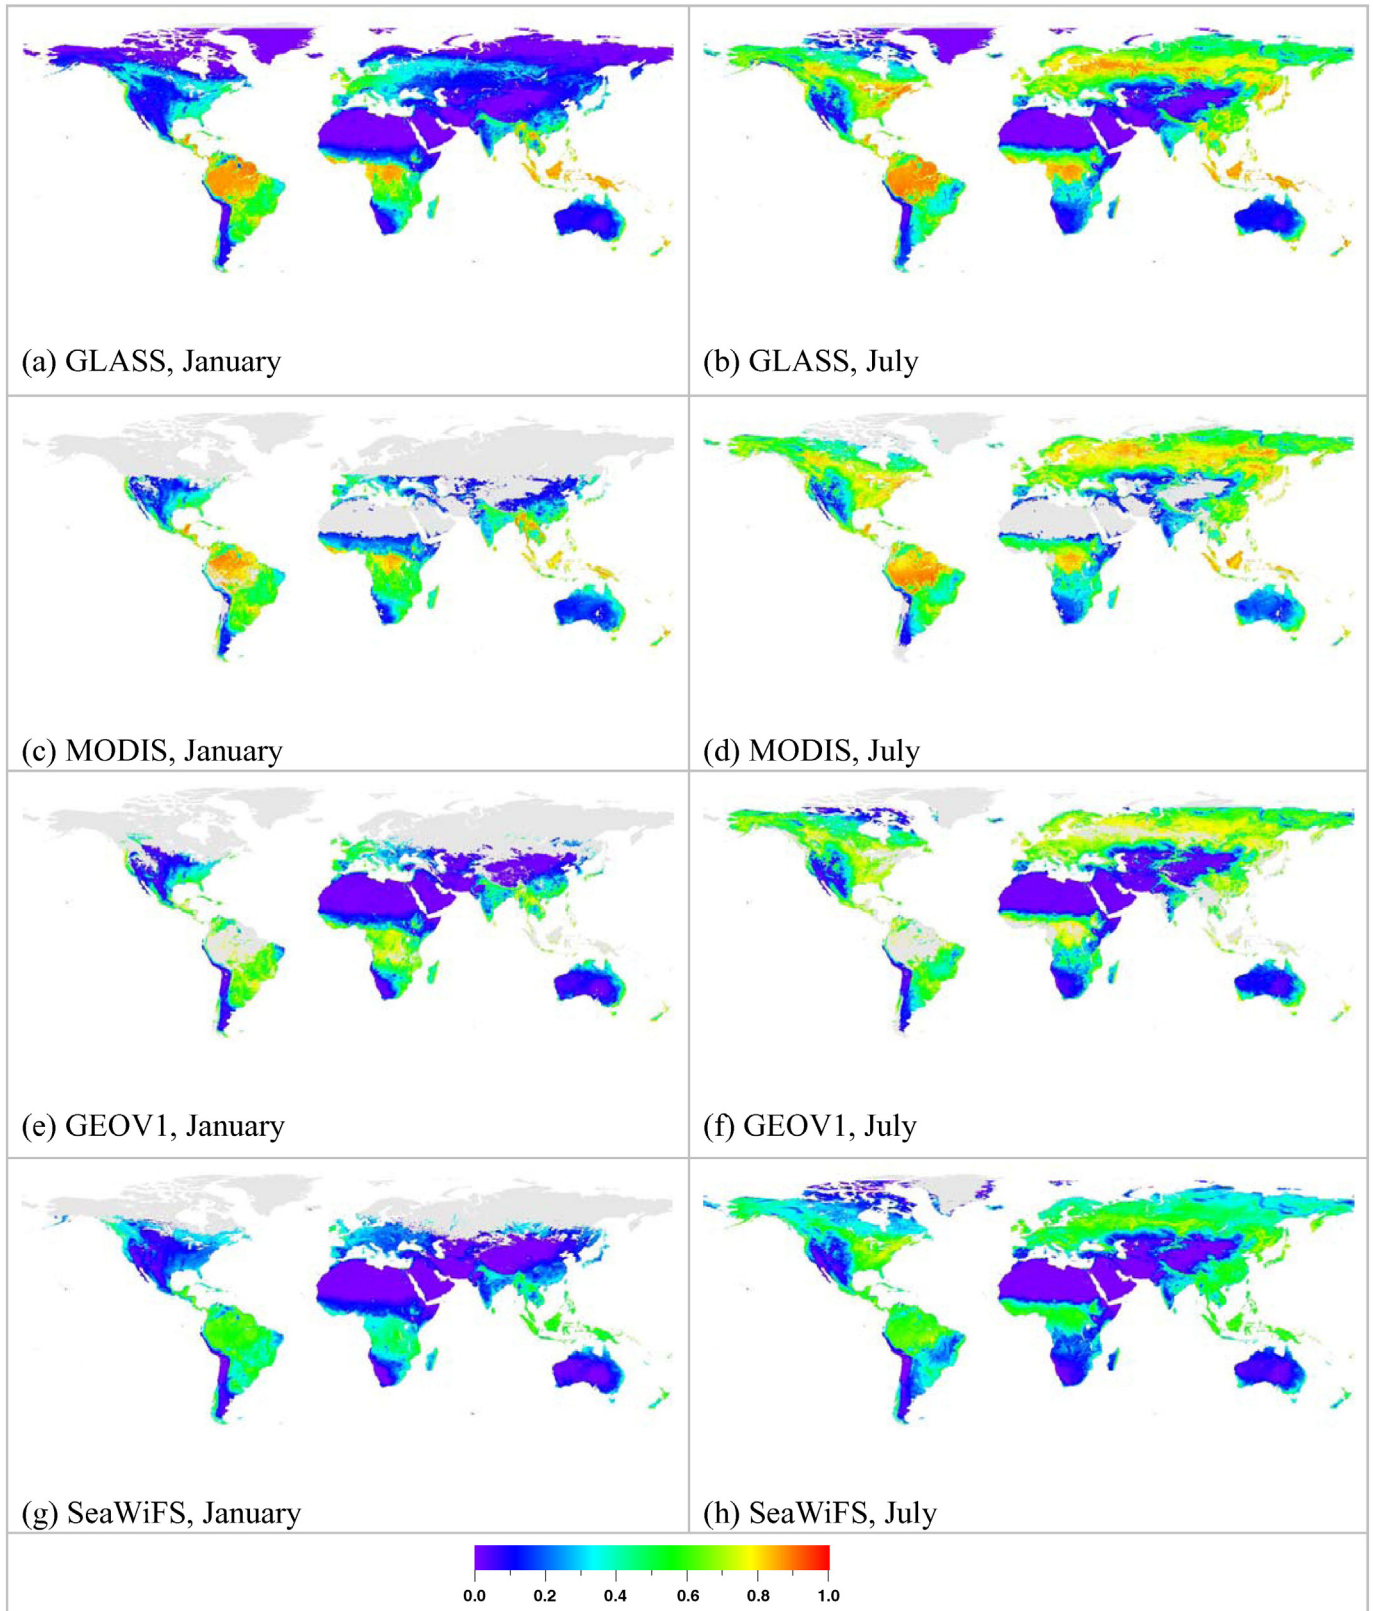 (a) GLASS, January
(b) GLASS, July
(c) MODIS, January
(d) MODIS, July
(e) GEOV1, January
(f) GEOV1, July
(g) SeaWiFS, January
(h) SeaWiFS, July
0.0 0.2 0.4 0.6 0.8 1.0